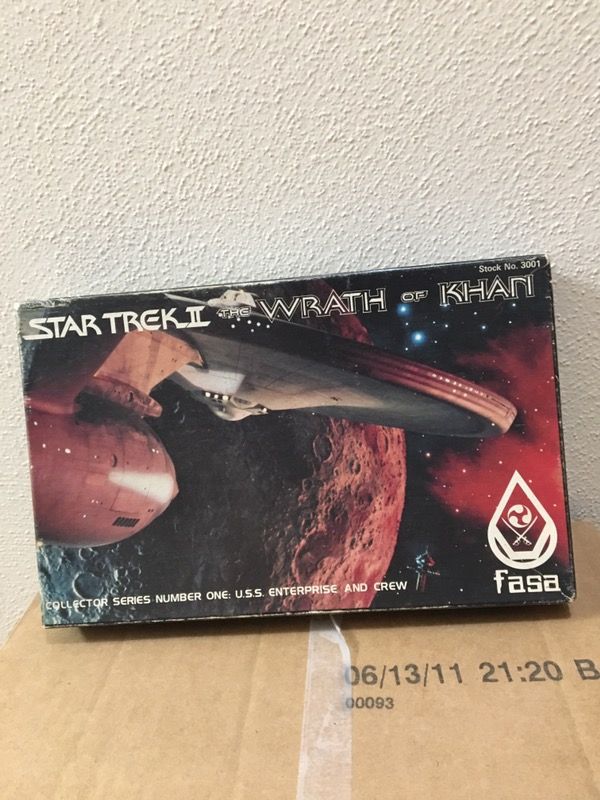 Stock No. 3001
STAR TREK II THE WRATH OF KHAN
fasa
COLLECTOR SERIES NUMBER ONE: U.S.S. ENTERPRISE AND CREW
06/13/11 21:20 B
00093